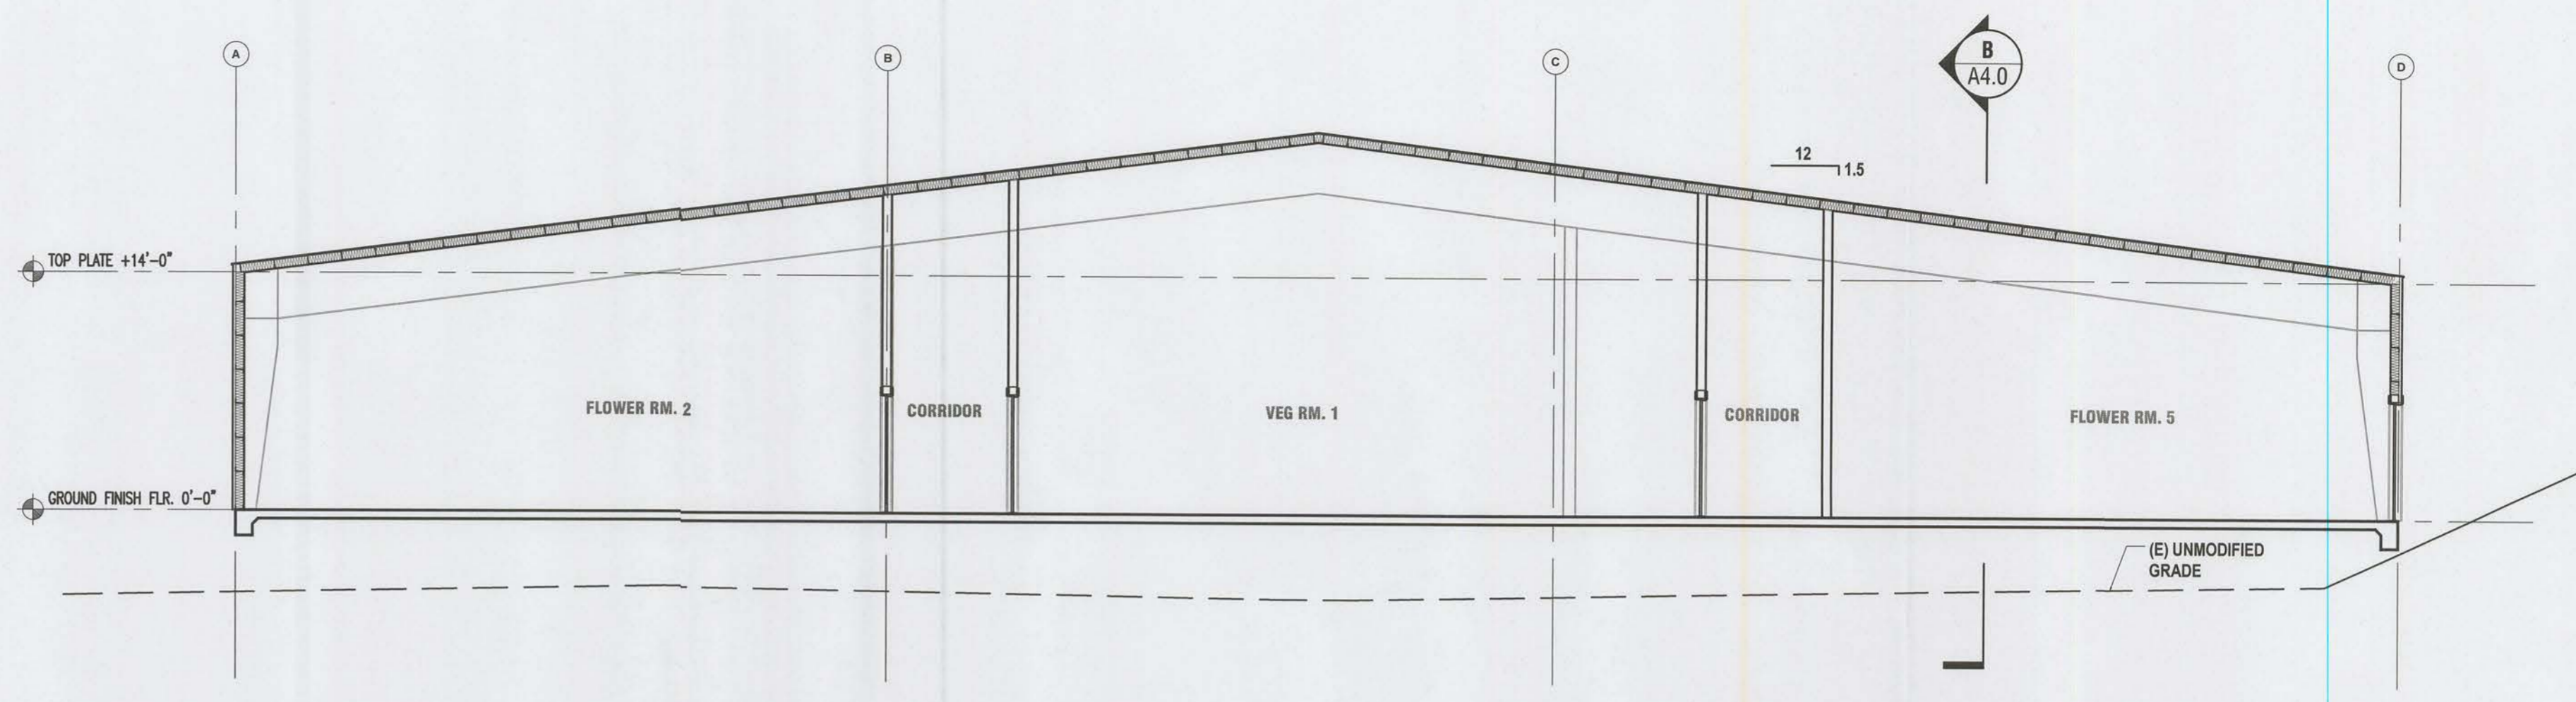 A
B
C
B
A4.0
D
12
1.5
TOP PLATE +14'-0"
FLOWER RM. 2
CORRIDOR
VEG RM. 1
CORRIDOR
FLOWER RM. 5
GROUND FINISH FLR. 0'-0"
(E) UNMODIFIED
GRADE